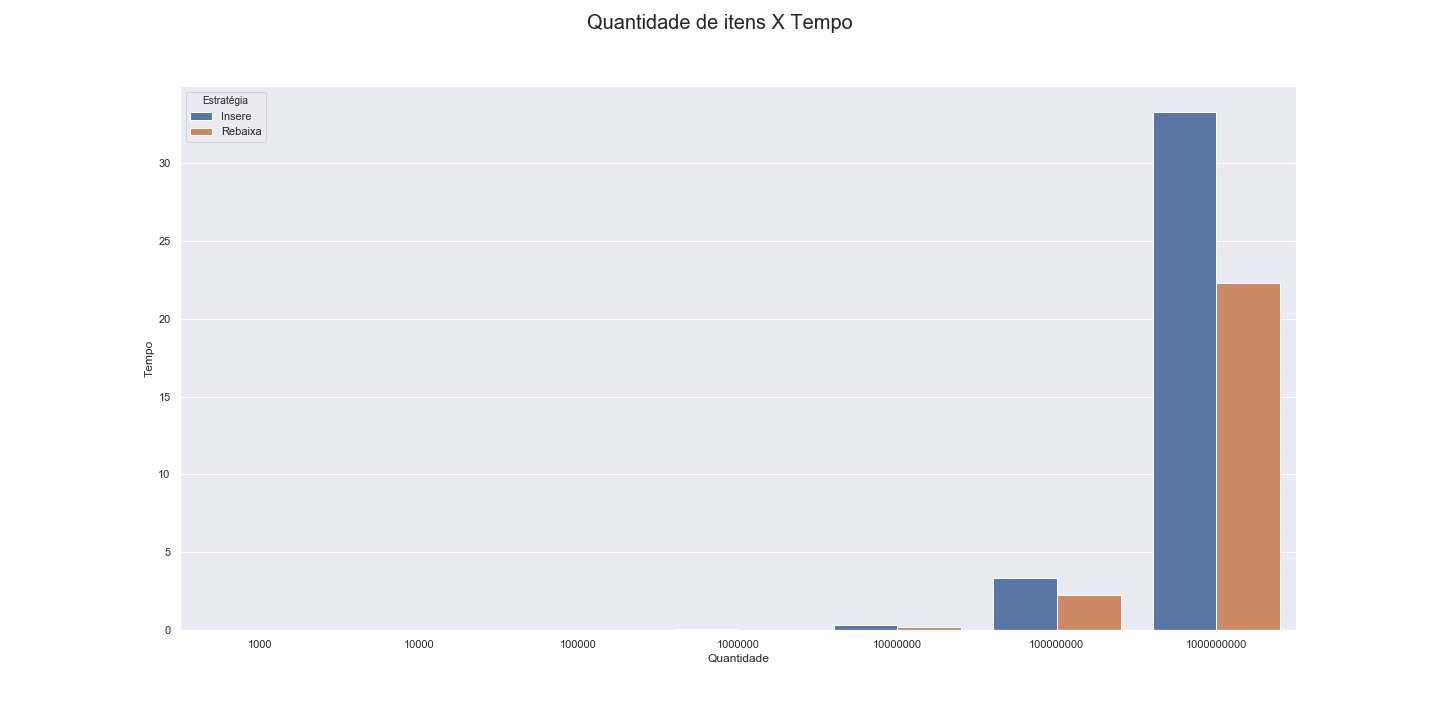 Quantidade de itens X Tempo
Estratégia
Insere
Rebaixa
30
25
20
15
10
5
0
Tempo
1000 10000 100000 1000000 10000000 100000000 1000000000
Quantidade